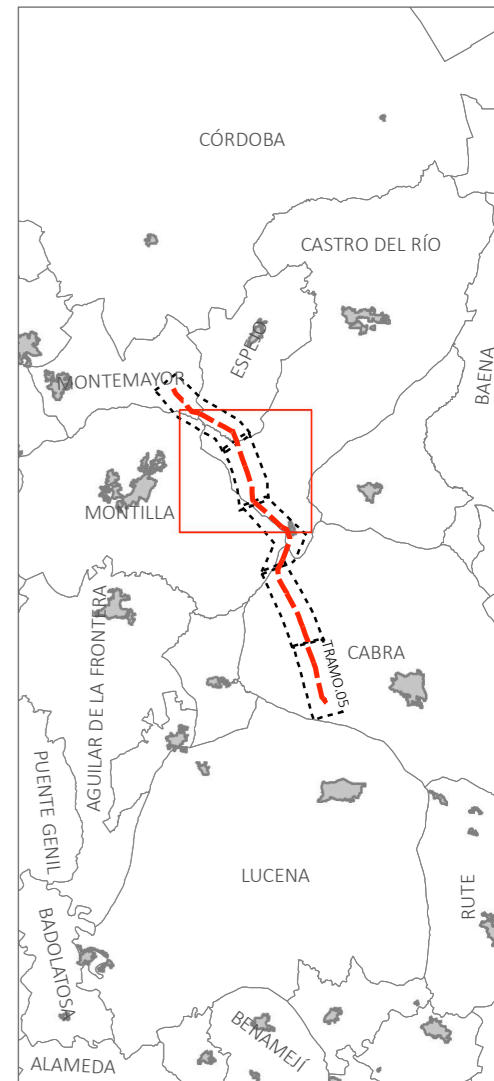 CÓRDOBA
CASTRO DEL RÍO
ESPEJO
BAENA
MONTEMAYOR
MONTILLA
AGUILAR DE LA FRONTERA
CABRA
TRAMO.05
PUENTE GENIL
LUCENA
RUTE
BADOLATOSA
BENAMEJÍ
ALAMEDA